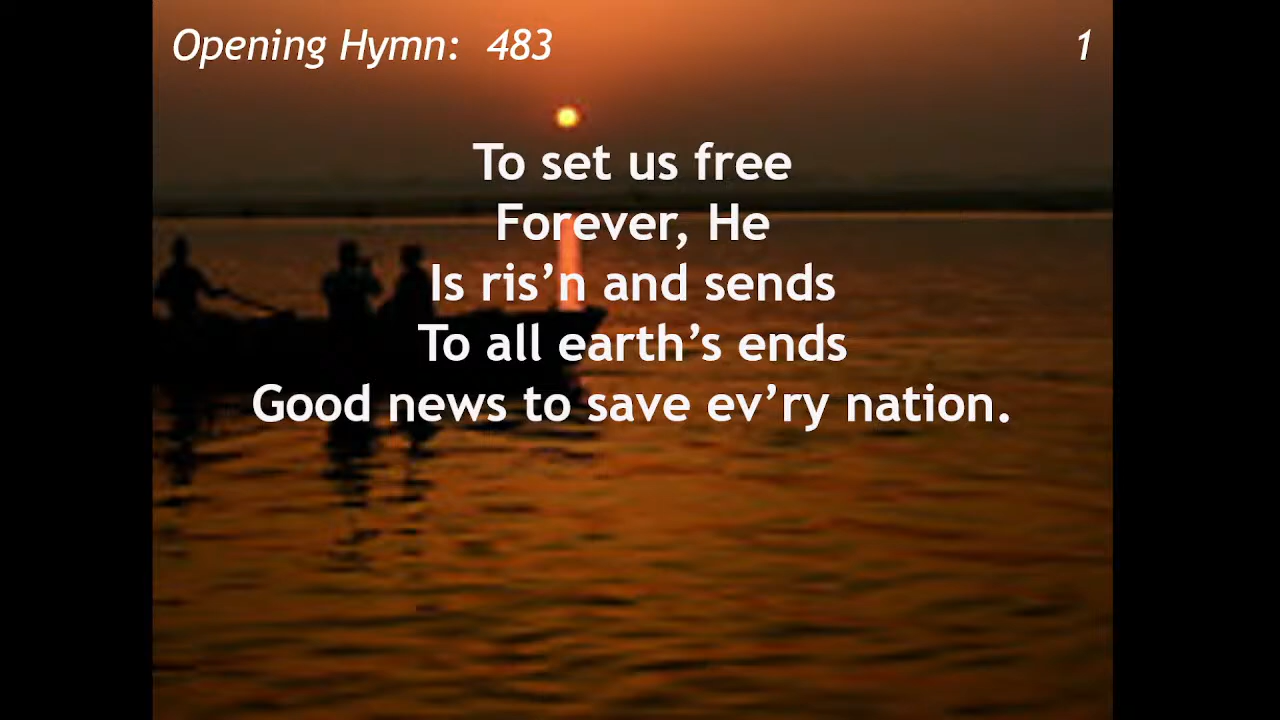 Opening Hymn: 483 1
To set us free
Forever, He
Is ris’n and sends
To all earth’s ends
Good news to save ev’ry nation.